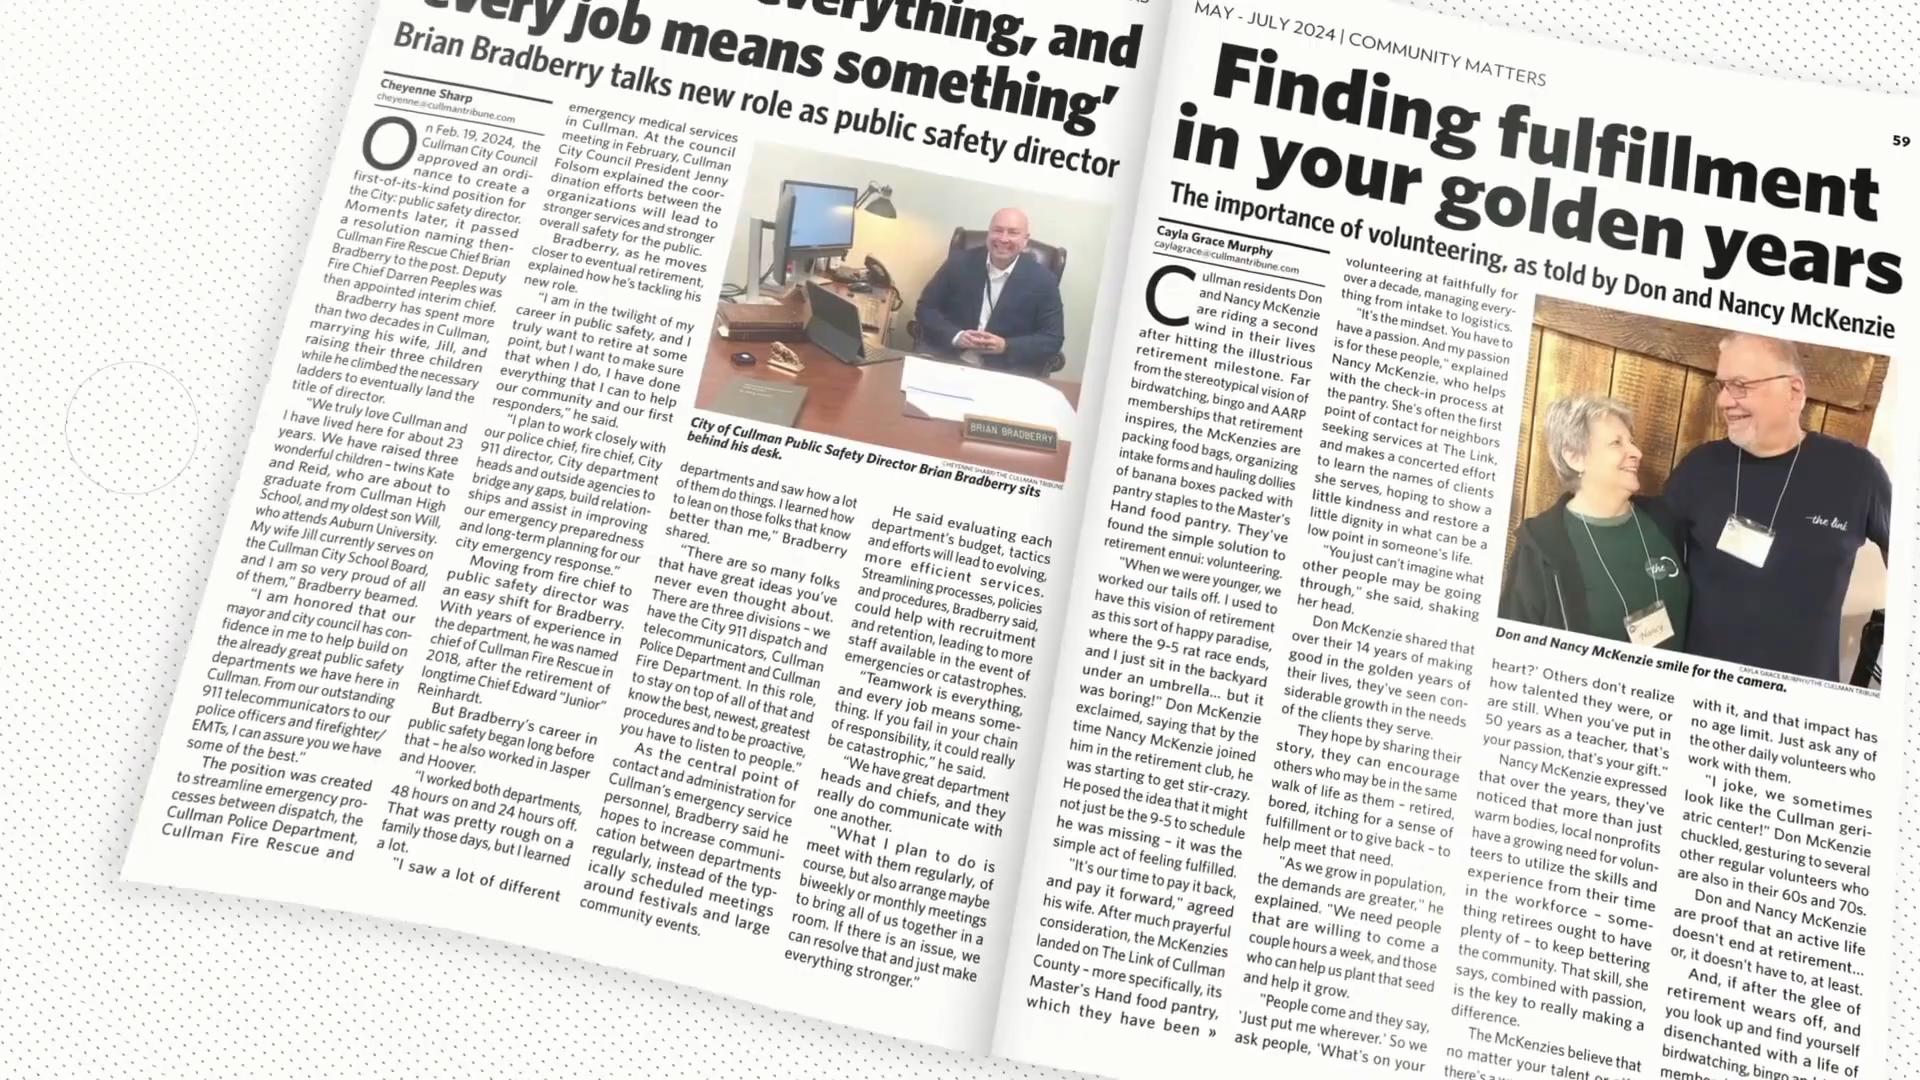 everything, and
every job means something’
Brian Bradberry talks new role as public safety director
Cheyenne Sharp
cheyenne@cullmantribune.com
On Feb. 19, 2024, the
Cullman City Council
approved an ordi-
nance to create a
first-of-its-kind position for
the City: public safety director.
Moments later, it passed
a resolution naming then-
Cullman Fire Rescue Chief Brian
Bradberry to the post. Deputy
Fire Chief Darren Peeples was
then appointed interim chief.
Bradberry has spent more
than two decades in Cullman,
marrying his wife, Jill, and
raising their three children
while he climbed the necessary
ladders to eventually land the
title of director.
“We truly love Cullman and
I have lived here for about 23
years. We have raised three
wonderful children – twins Kate
and Reid, who are about to
graduate from Cullman High
School, and my oldest son Will,
who attends Auburn University.
My wife Jill currently serves on
the Cullman City School Board,
and I am so very proud of all
of them,” Bradberry beamed.
“I am honored that our
mayor and city council has con-
fidence in me to help build on
the already great public safety
departments we have here in
Cullman. From our outstanding
911 telecommunicators to our
police officers and firefighter/
EMTs, I can assure you we have
some of the best.”
The position was created
to streamline emergency pro-
cesses between dispatch, the
Cullman Police Department,
Cullman Fire Rescue and
emergency medical services
in Cullman. At the council
meeting in February, Cullman
City Council President Jenny
Folsom explained the coor-
dination efforts between the
organizations will lead to
stronger services and stronger
overall safety for the public.
Bradberry, as he moves
closer to eventual retirement,
explained how he’s tackling his
new role.
“I am in the twilight of my
career in public safety, and I
truly want to retire at some
point, but I want to make sure
that when I do, I have done
everything that I can to help
our community and our first
responders,” he said.
“I plan to work closely with
our police chief, fire chief, City
911 director, City department
heads and outside agencies to
bridge any gaps, build relation-
ships and assist in improving
our emergency preparedness
and long-term planning for our
city emergency response.”
Moving from fire chief to
public safety director was
an easy shift for Bradberry.
With years of experience in
the department, he was named
chief of Cullman Fire Rescue in
2018, after the retirement of
longtime Chief Edward “Junior”
Reinhardt.
But Bradberry’s career in
public safety began long before
that – he also worked in Jasper
and Hoover.
“I worked both departments,
48 hours on and 24 hours off.
That was pretty rough on a
family those days, but I learned
a lot.
“I saw a lot of different
BRIAN BRADBERRY
CHEYENNE SHARP/THE CULLMAN TRIBUNE
City of Cullman Public Safety Director Brian Bradberry sits
behind his desk.
departments and saw how a lot
of them do things. I learned how
to lean on those folks that know
better than me,” Bradberry
shared.
“There are so many folks
that have great ideas you’ve
never even thought about.
There are three divisions – we
have the City 911 dispatch and
telecommunicators, Cullman
Police Department and Cullman
Fire Department. In this role,
to stay on top of all of that and
know the best, newest, greatest
procedures and to be proactive,
you have to listen to people.”
As the central point of
contact and administration for
Cullman’s emergency service
personnel, Bradberry said he
hopes to increase communi-
cation between departments
regularly, instead of the typ-
ically scheduled meetings
around festivals and large
community events.
He said evaluating each
department’s budget, tactics
and efforts will lead to evolving,
more efficient services.
Streamlining processes, policies
and procedures, Bradberry said,
could help with recruitment
and retention, leading to more
staff available in the event of
emergencies or catastrophes.
“Teamwork is everything,
and every job means some-
thing. If you fail in your chain
of responsibility, it could really
be catastrophic,” he said.
“We have great department
heads and chiefs, and they
really do communicate with
one another.
“What I plan to do is
meet with them regularly, of
course, but also arrange maybe
biweekly or monthly meetings
to bring all of us together in a
room. If there is an issue, we
can resolve that and just make
everything stronger.”
MAY - JULY 2024 | COMMUNITY MATTERS
59
Finding fulfillment
in your golden years
The importance of volunteering, as told by Don and Nancy McKenzie
Cayla Grace Murphy
caylagrace@cullmantribune.com
Cullman residents Don
and Nancy McKenzie
are riding a second
wind in their lives
after hitting the illustrious
retirement milestone. Far
from the stereotypical vision of
birdwatching, bingo and AARP
memberships that retirement
inspires, the McKenzies are
packing food bags, organizing
intake forms and hauling dollies
of banana boxes packed with
pantry staples to the Master’s
Hand food pantry. They’ve
found the simple solution to
retirement ennui: volunteering.
“When we were younger, we
worked our tails off. I used to
have this vision of retirement
as this sort of happy paradise,
where the 9-5 rat race ends,
and I just sit in the backyard
under an umbrella... but it
was boring!” Don McKenzie
exclaimed, saying that by the
time Nancy McKenzie joined
him in the retirement club, he
was starting to get stir-crazy.
He posed the idea that it might
not just be the 9-5 to schedule
he was missing – it was the
simple act of feeling fulfilled.
“It’s our time to pay it back,
and pay it forward,” agreed
his wife. After much prayerful
consideration, the McKenzies
landed on The Link of Cullman
County – more specifically, its
Master’s Hand food pantry,
which they have been »
volunteering at faithfully for
over a decade, managing every-
thing from intake to logistics.
“It’s the mindset. You have to
have a passion. And my passion
is for these people,” explained
Nancy McKenzie, who helps
with the check-in process at
the pantry. She’s often the first
point of contact for neighbors
seeking services at The Link,
and makes a concerted effort
to learn the names of clients
she serves, hoping to show a
little kindness and restore a
little dignity in what can be a
low point in someone’s life.
“You just can’t imagine what
other people may be going
through,” she said, shaking
her head.
Don McKenzie shared that
over their 14 years of making
good in the golden years of
their lives, they’ve seen con-
siderable growth in the needs
of the clients they serve.
They hope by sharing their
story, they can encourage
others who may be in the same
walk of life as them – retired,
bored, itching for a sense of
fulfillment or to give back – to
help meet that need.
“As we grow in population,
the demands are greater,” he
explained. “We need people
that are willing to come a
couple hours a week, and those
who can help us plant that seed
and help it grow.
“People come and they say,
‘Just put me wherever.’ So we
ask people, ‘What’s on your
the link
the
Nancy
CAYLA GRACE MURPHY/THE CULLMAN TRIBUNE
Don and Nancy McKenzie smile for the camera.
heart?’ Others don’t realize
how talented they were, or
are still. When you’ve put in
50 years as a teacher, that’s
your passion, that’s your gift.”
Nancy McKenzie expressed
that over the years, they’ve
noticed that more than just
warm bodies, local nonprofits
have a growing need for volun-
teers to utilize the skills and
experience from their time
in the workforce – some-
thing retirees ought to have
plenty of – to keep bettering
the community. That skill, she
says, combined with passion,
is the key to really making a
difference.
The McKenzies believe that
no matter your talent or
there’s
with it, and that impact has
no age limit. Just ask any of
the other daily volunteers who
work with them.
“I joke, we sometimes
look like the Cullman geri-
atric center!” Don McKenzie
chuckled, gesturing to several
other regular volunteers who
are also in their 60s and 70s.
Don and Nancy McKenzie
are proof that an active life
doesn’t end at retirement...
or, it doesn’t have to, at least.
And, if after the glee of
retirement wears off, and
you look up and find yourself
disenchanted with a life of
birdwatching, bingo